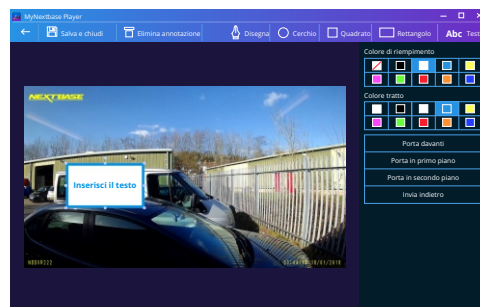 MyNextbase Player
Salva e chiudi
Elimina annotazione
Disegna
Cerchio
Quadrato
Rettangolo
Abc Test
Colore di riempimento
Colore tratto
Porta davanti
Porta in primo piano
Porta in secondo piano
Invia indietro
NEXTBASE
Inserisci il testo